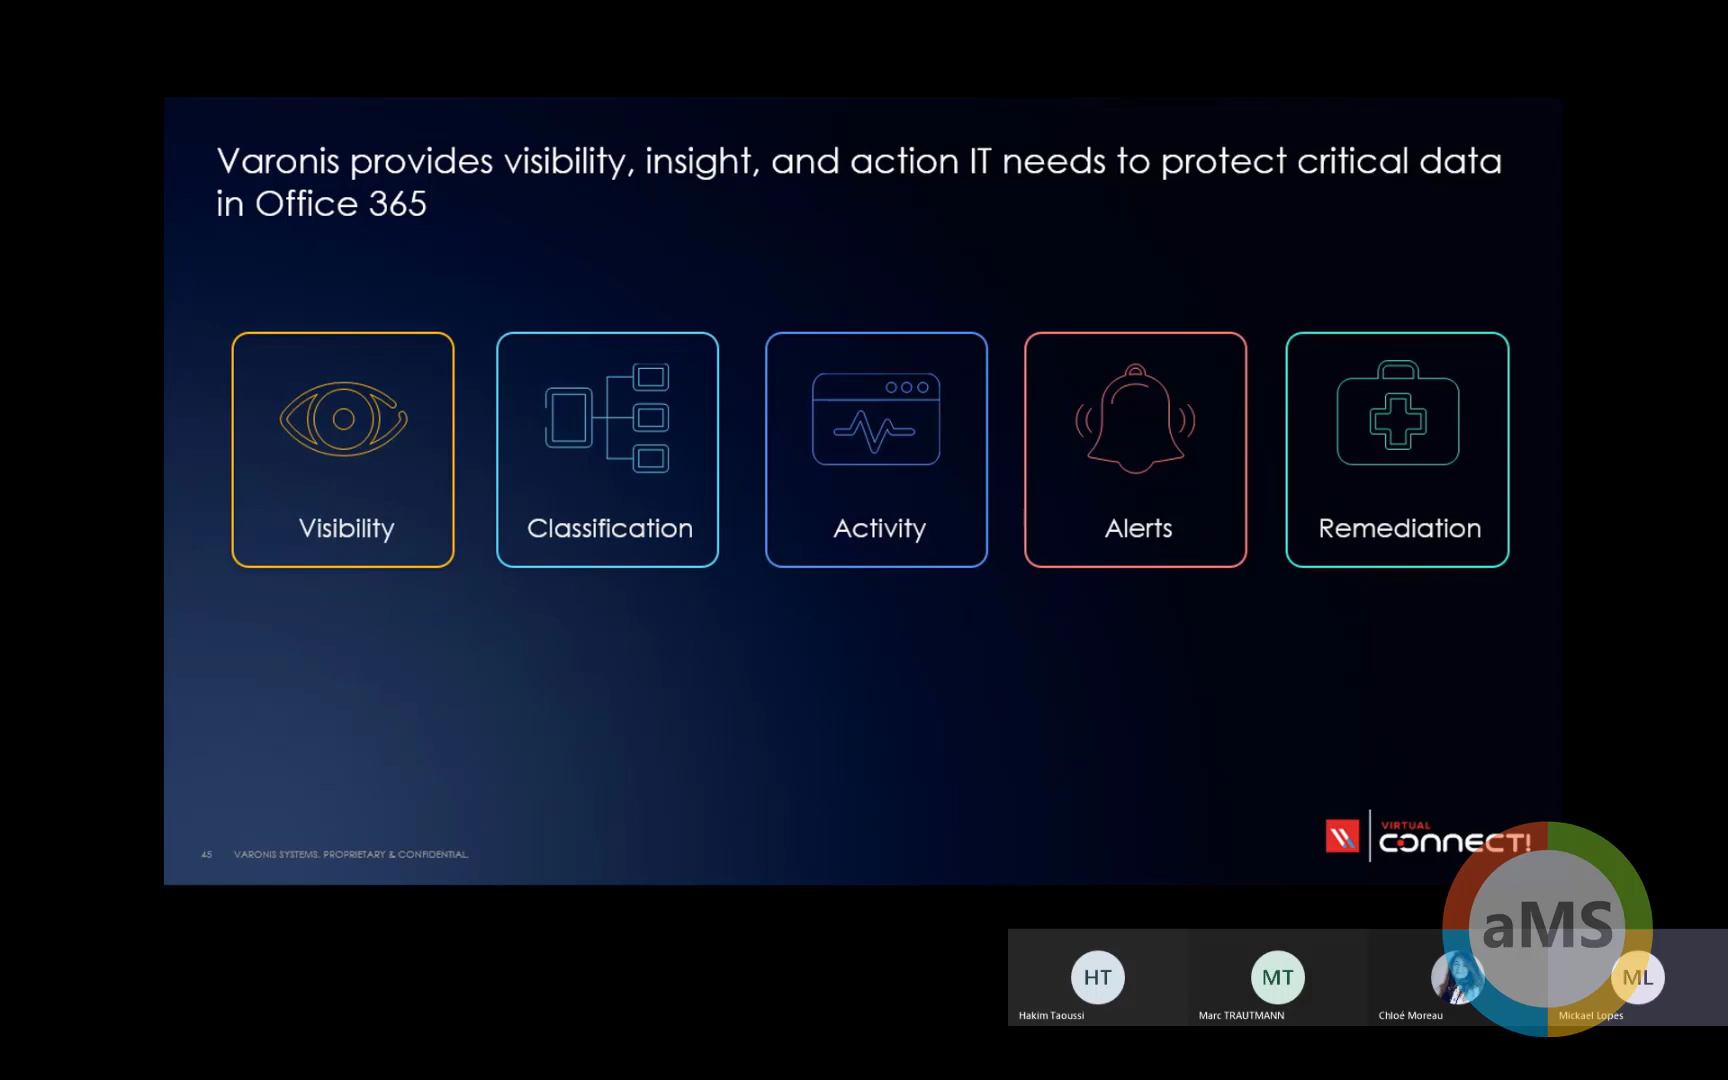 Varonis provides visibility, insight, and action IT needs to protect critical data
in Office 365
Visibility
Classification
Activity
Alerts
Remediation
45 VARONIS SYSTEMS. PROPRIETARY & CONFIDENTIAL.
VIRTUAL
CONNECT!
aMS
HT
MT
ML
Hakim Taoussi
Marc TRAUTMANN
Chloé Moreau
Mickael Lopes